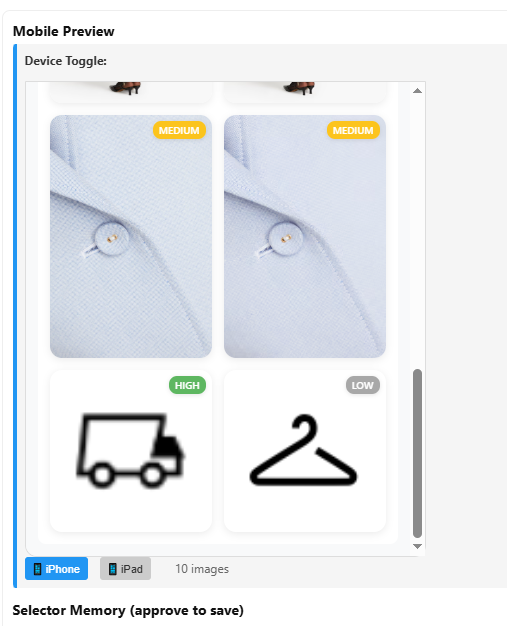 Mobile Preview
Device Toggle:
MEDIUM
MEDIUM
HIGH
LOW
iPhone
iPad
10 images
Selector Memory (approve to save)